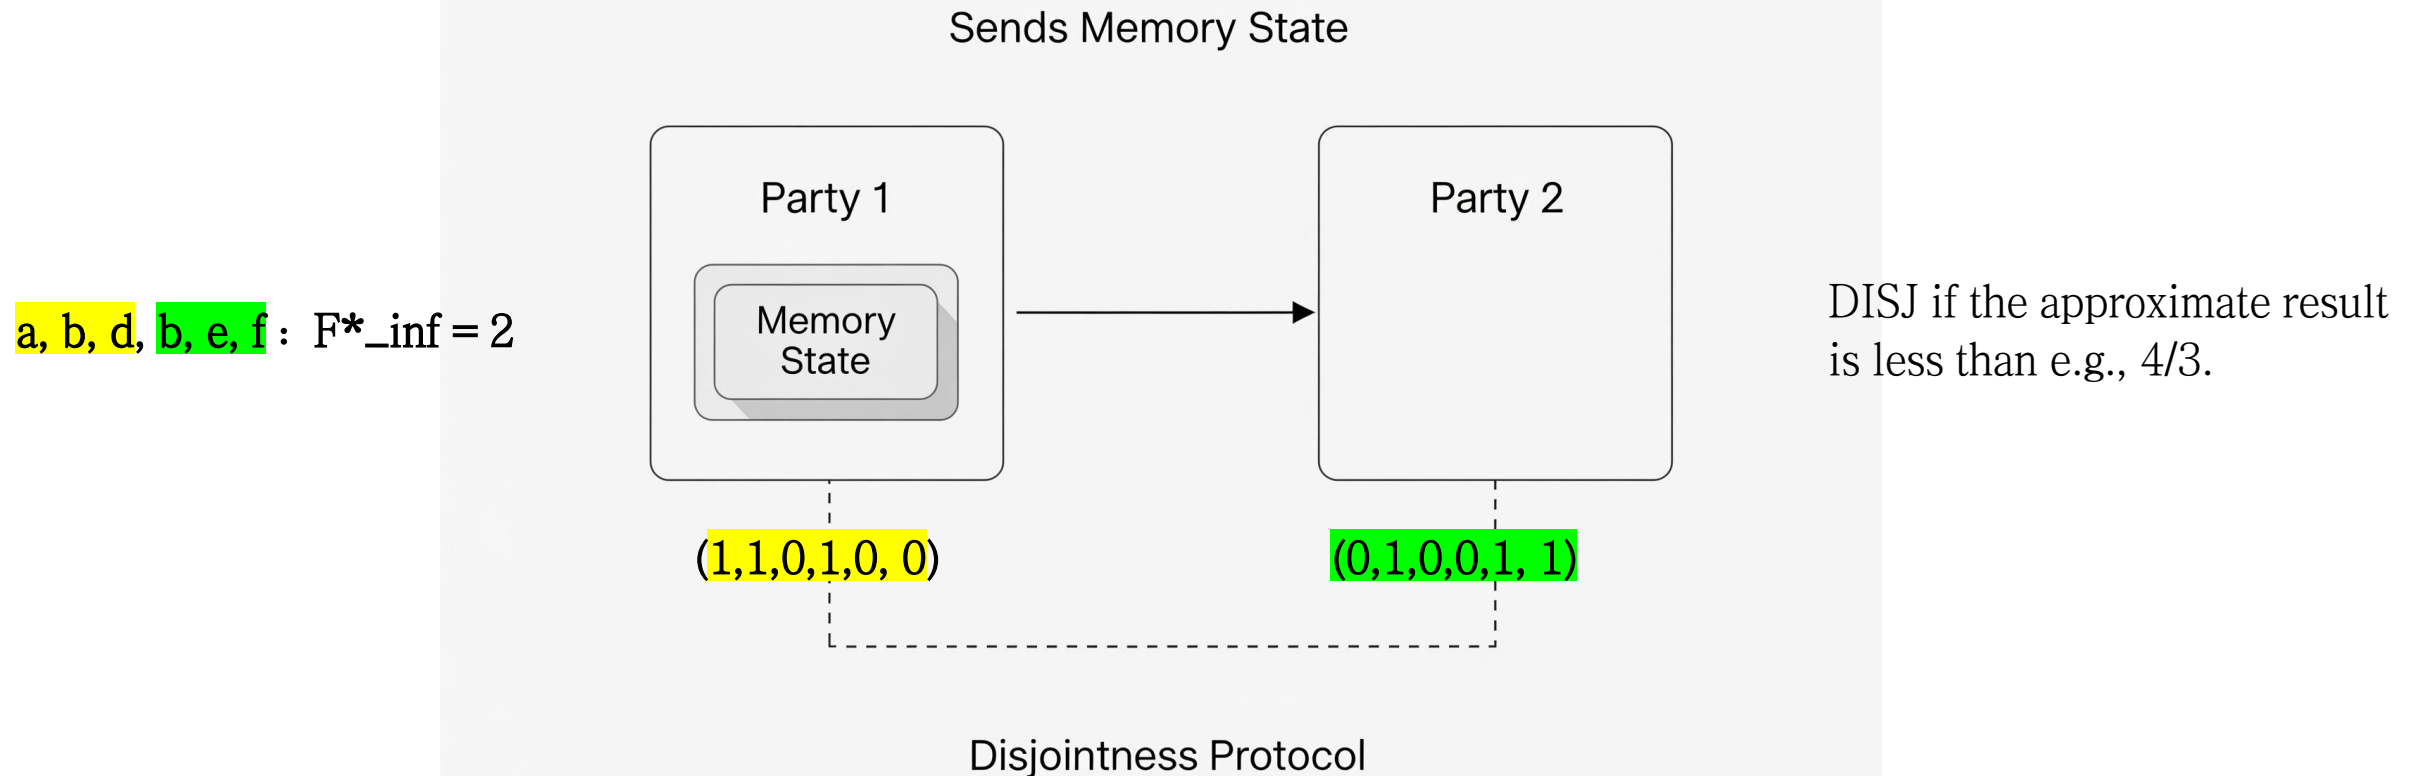 Sends Memory State
Party 1
Party 2
Memory
State
a, b, d, b, e, f : F*_inf = 2
DISJ if the approximate result
is less than e.g., 4/3.
(1,1,0,1,0, 0)
(0,1,0,0,1, 1)
Disjointness Protocol